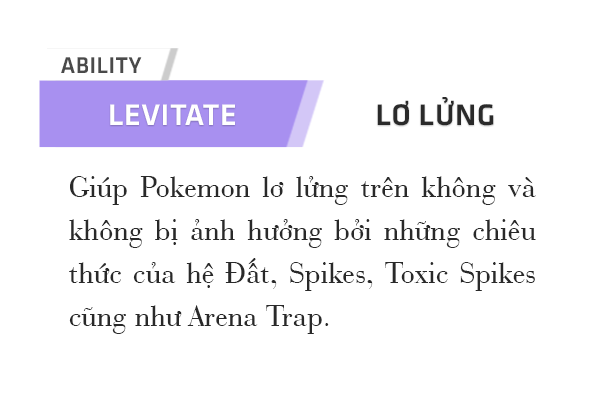 ABILITY
LEVITATE
LƠ LỬNG
Giúp Pokemon lơ lửng trên không và
không bị ảnh hưởng bởi những chiêu
thức của hệ Đất, Spikes, Toxic Spikes
cũng như Arena Trap.